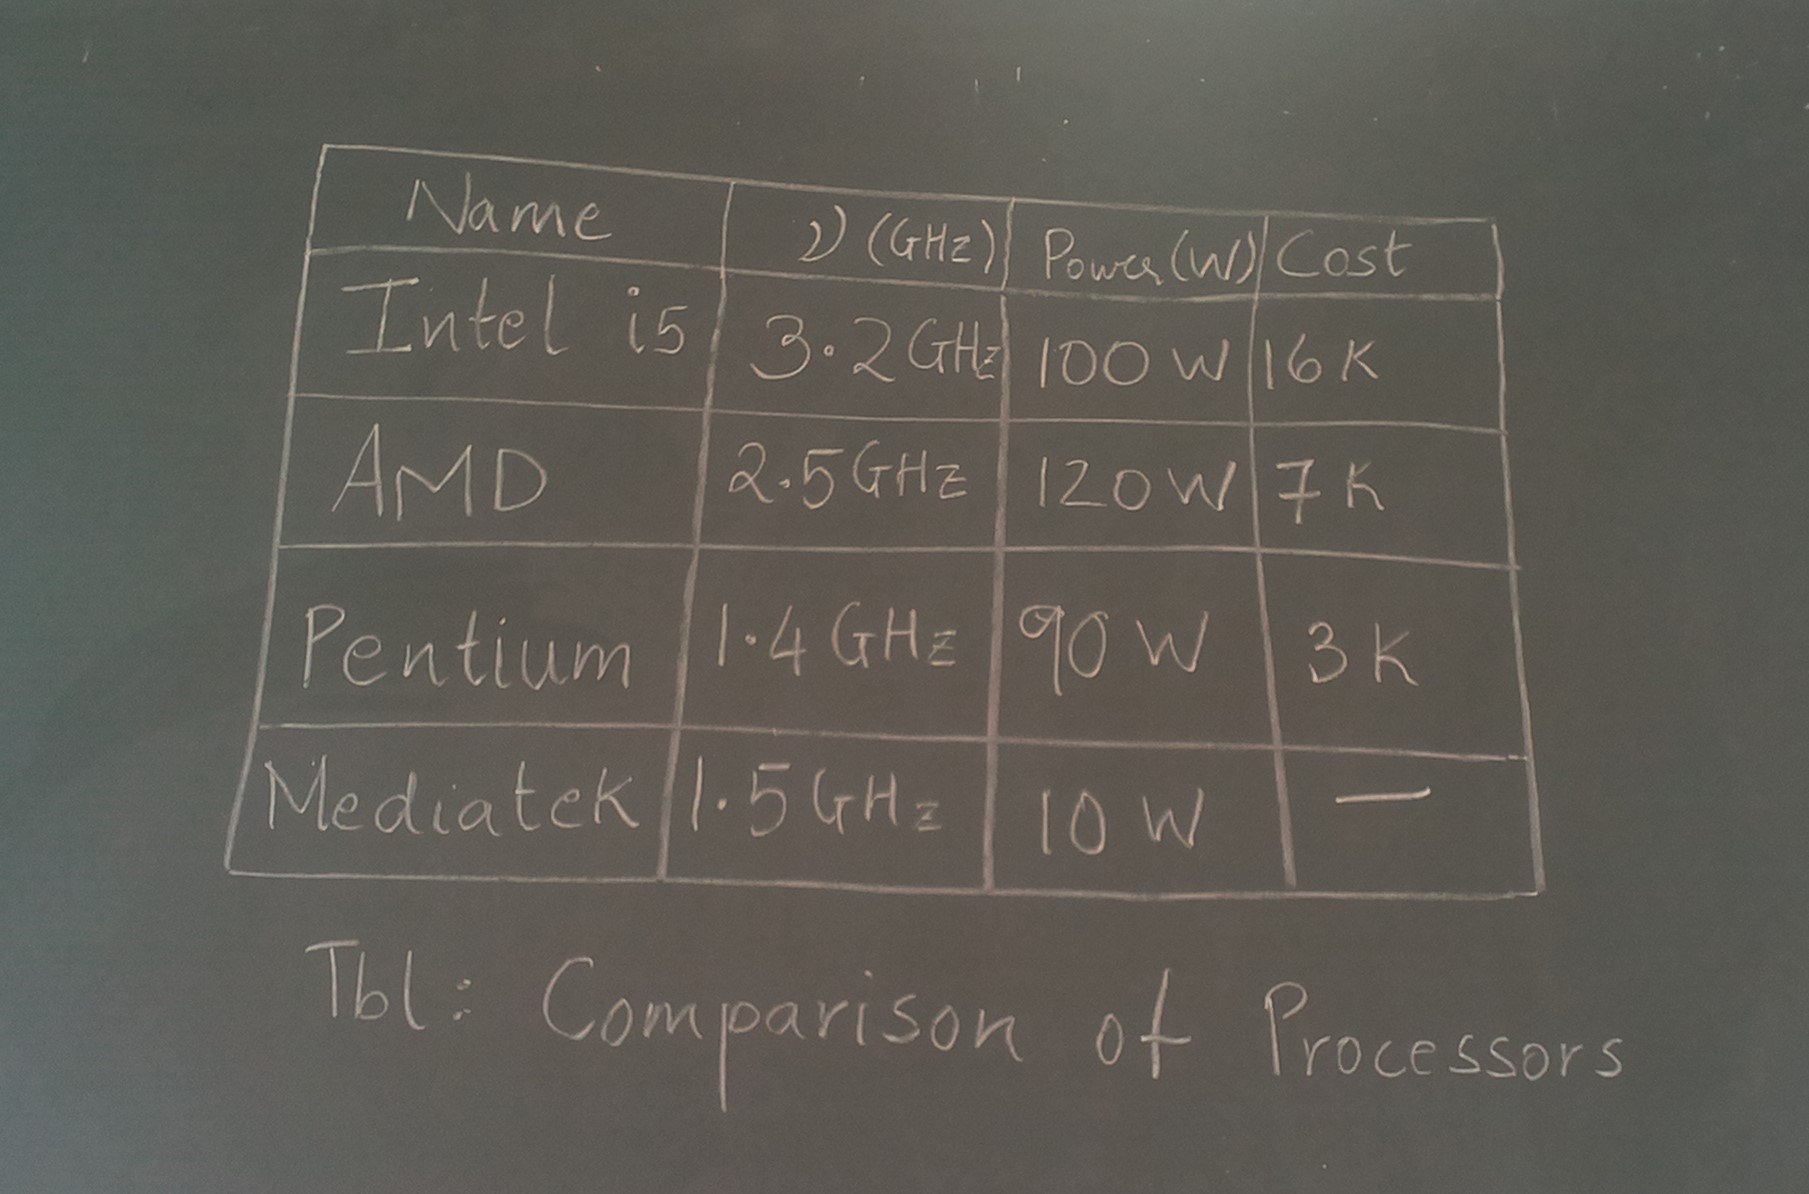 Name ν (GHz) Power (W) Cost
Intel i5 3.2 GHz 100 W 16 K
AMD 2.5 GHz 120 W 7 K
Pentium 1.4 GHz 90 W 3 K
Mediatek 1.5 GHz 10 W —
Tbl: Comparison of Processors